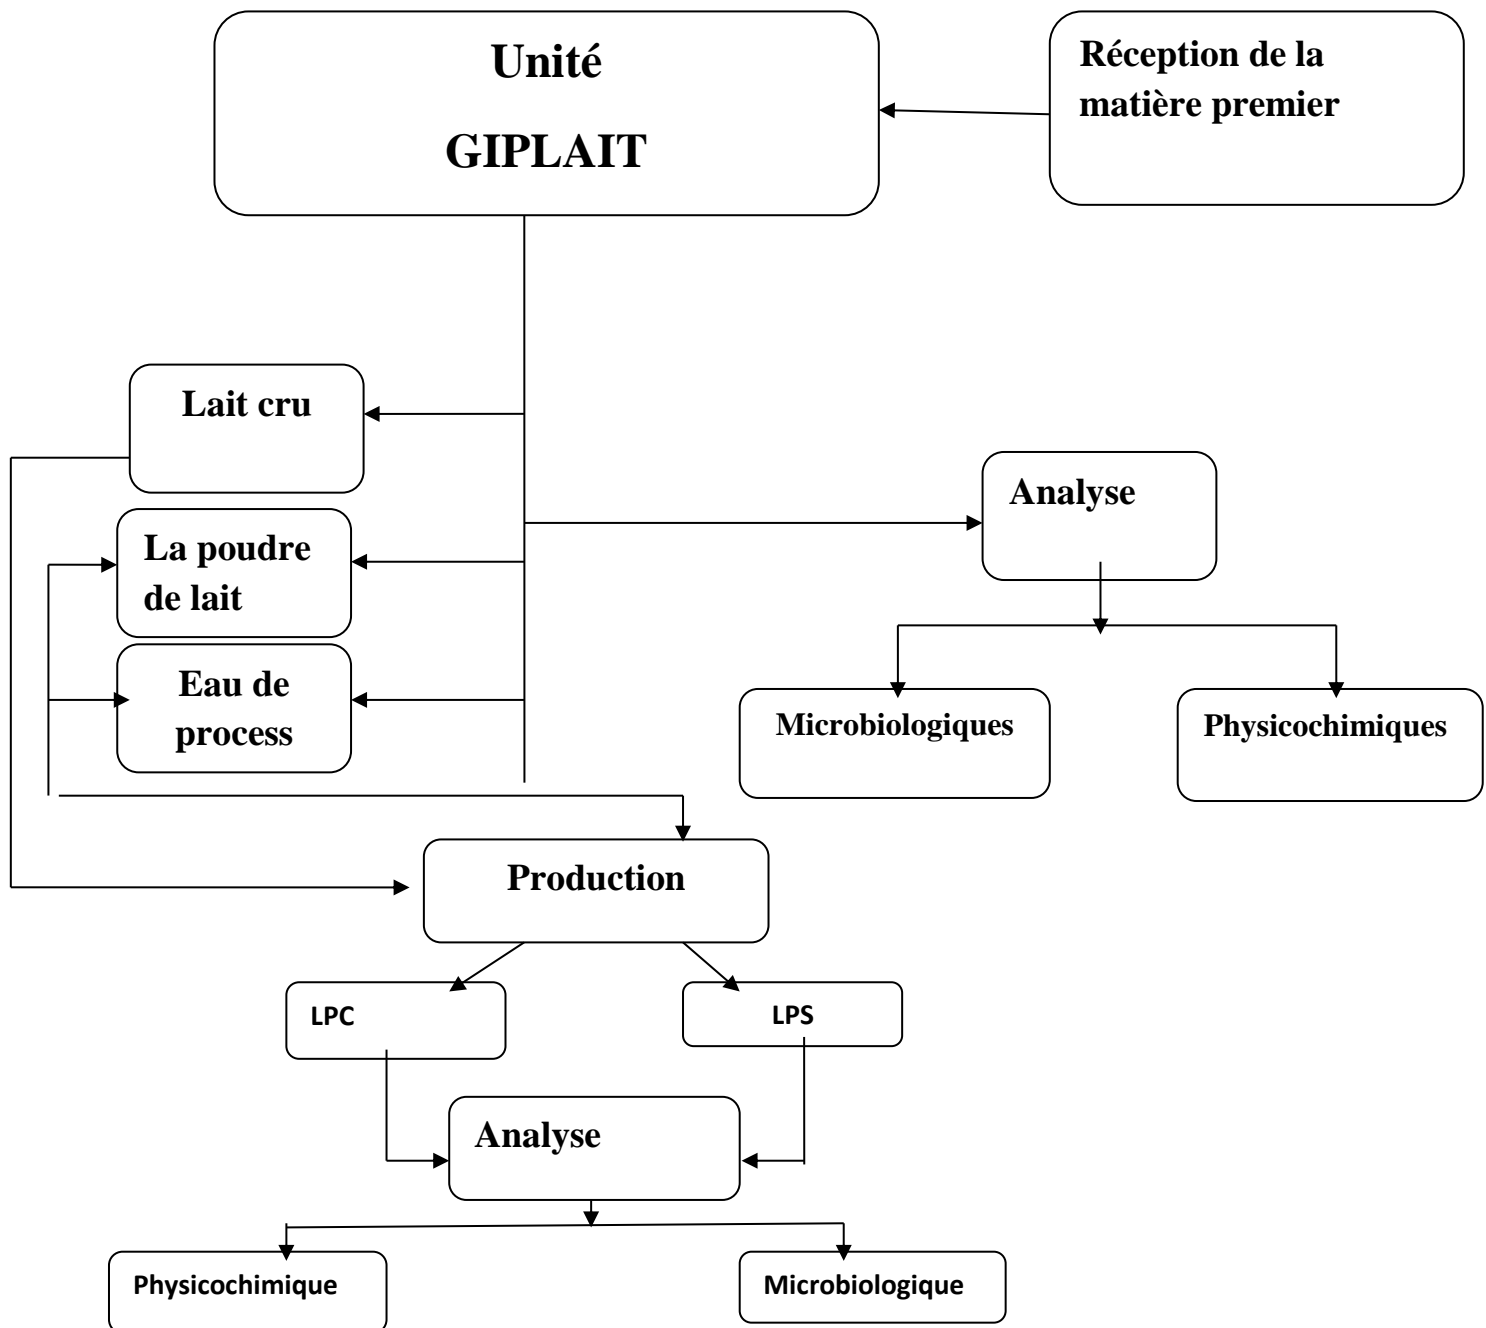 Unité
GIPLAIT
Réception de la
matière premier
Lait cru
Analyse
La poudre
de lait
Eau de
process
Microbiologiques
Physicochimiques
Production
LPC
LPS
Analyse
Physicochimique
Microbiologique